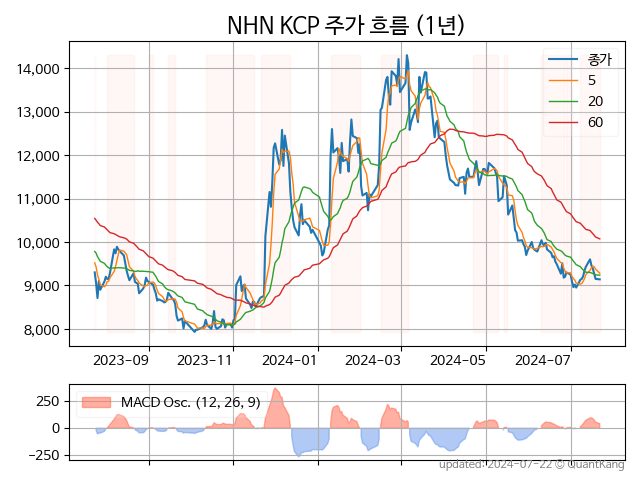 NHN KCP 주가 흐름 (1년)
14,000
13,000
12,000
11,000
10,000
9,000
8,000
종가
5
20
60
2023-09 2023-11 2024-01 2024-03 2024-05 2024-07
250
0
−250
MACD Osc. (12, 26, 9)
updated: 2024-07-22 © QuantKang